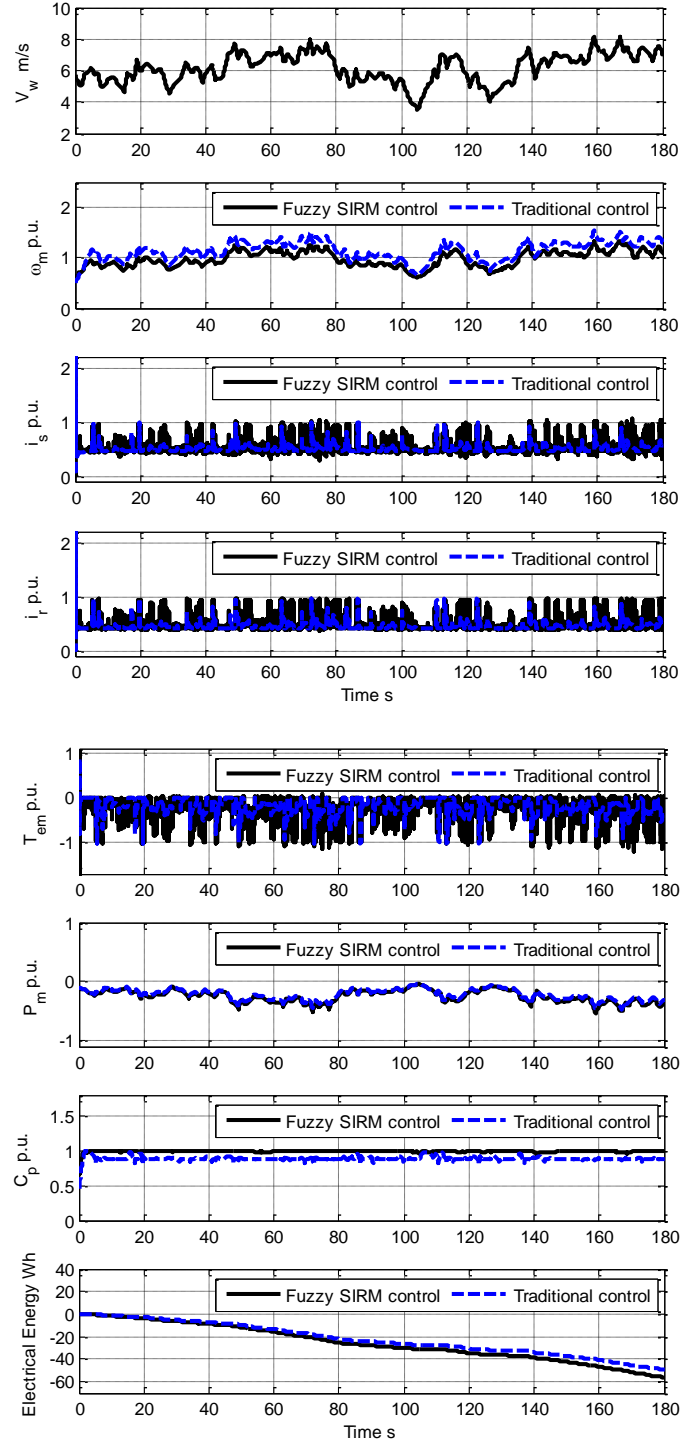 10
8
6
4
2
V_w m/s
0 20 40 60 80 100 120 140 160 180
Fuzzy SIRM control Traditional control
2
1
0
ω_m p.u.
0 20 40 60 80 100 120 140 160 180
Fuzzy SIRM control Traditional control
2
1
0
i_s p.u.
0 20 40 60 80 100 120 140 160 180
Fuzzy SIRM control Traditional control
2
1
0
i_r p.u.
0 20 40 60 80 100 120 140 160 180
Time s
Fuzzy SIRM control Traditional control
1
0
-1
T_em p.u.
0 20 40 60 80 100 120 140 160 180
Fuzzy SIRM control Traditional control
1
0
-1
P_m p.u.
0 20 40 60 80 100 120 140 160 180
Fuzzy SIRM control Traditional control
1.5
1
0.5
0
C_p p.u.
0 20 40 60 80 100 120 140 160 180
Fuzzy SIRM control Traditional control
40
20
0
-20
-40
-60
Electrical Energy Wh
0 20 40 60 80 100 120 140 160 180
Time s